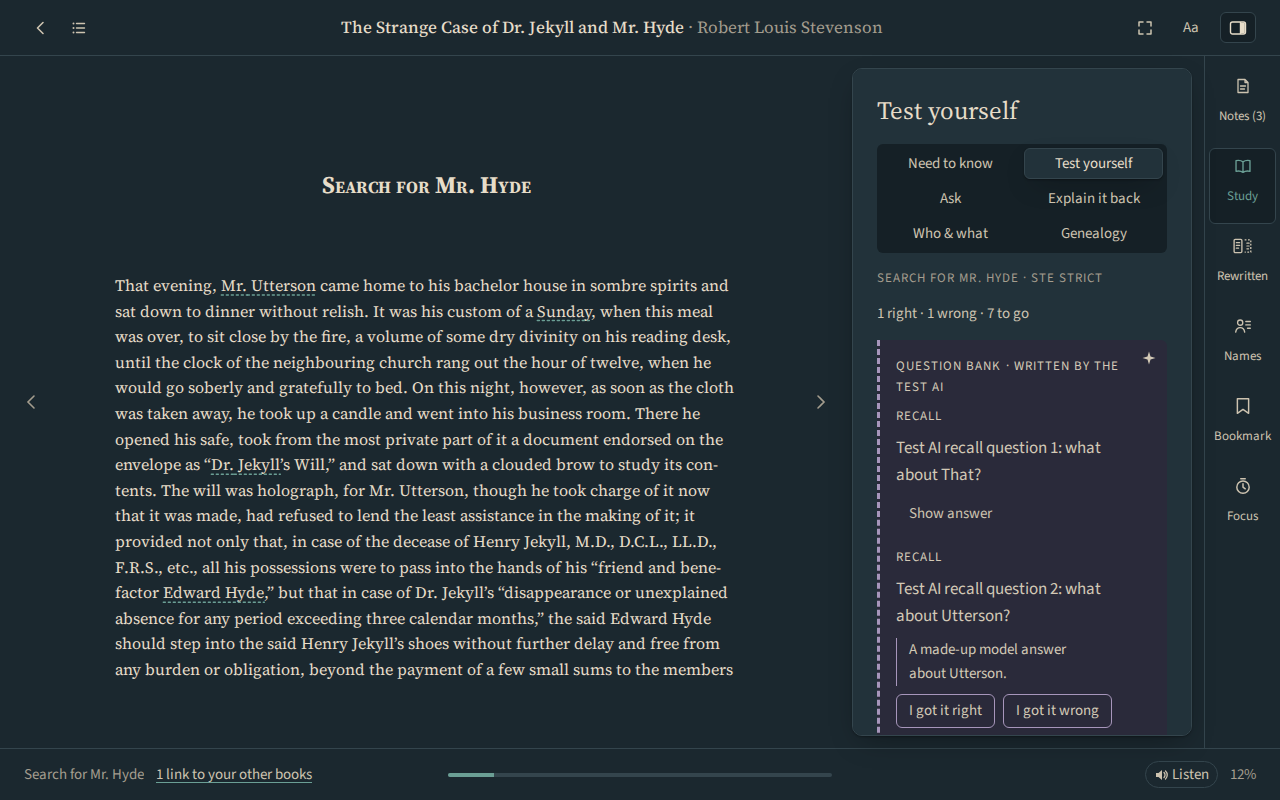 The Strange Case of Dr. Jekyll and Mr. Hyde · Robert Louis Stevenson
Aa
Search for Mr. Hyde
That evening, Mr. Utterson came home to his bachelor house in sombre spirits and
sat down to dinner without relish. It was his custom of a Sunday, when this meal
was over, to sit close by the fire, a volume of some dry divinity on his reading desk,
until the clock of the neighbouring church rang out the hour of twelve, when he
would go soberly and gratefully to bed. On this night, however, as soon as the cloth
was taken away, he took up a candle and went into his business room. There he
opened his safe, took from the most private part of it a document endorsed on the
envelope as “Dr. Jekyll’s Will,” and sat down with a clouded brow to study its con-
tents. The will was holograph, for Mr. Utterson, though he took charge of it now
that it was made, had refused to lend the least assistance in the making of it; it
provided not only that, in case of the decease of Henry Jekyll, M.D., D.C.L., LL.D.,
F.R.S., etc., all his possessions were to pass into the hands of his “friend and bene-
factor Edward Hyde,” but that in case of Dr. Jekyll’s “disappearance or unexplained
absence for any period exceeding three calendar months,” the said Edward Hyde
should step into the said Henry Jekyll’s shoes without further delay and free from
any burden or obligation, beyond the payment of a few small sums to the members
Test yourself
Need to know
Test yourself
Ask
Explain it back
Who & what
Genealogy
SEARCH FOR MR. HYDE · STE STRICT
1 right · 1 wrong · 7 to go
QUESTION BANK · WRITTEN BY THE
TEST AI
RECALL
Test AI recall question 1: what
about That?
Show answer
RECALL
Test AI recall question 2: what
about Utterson?
A made-up model answer
about Utterson.
I got it right
I got it wrong
Notes (3)
Study
Rewritten
Names
Bookmark
Focus
Search for Mr. Hyde
1 link to your other books
Listen
12%